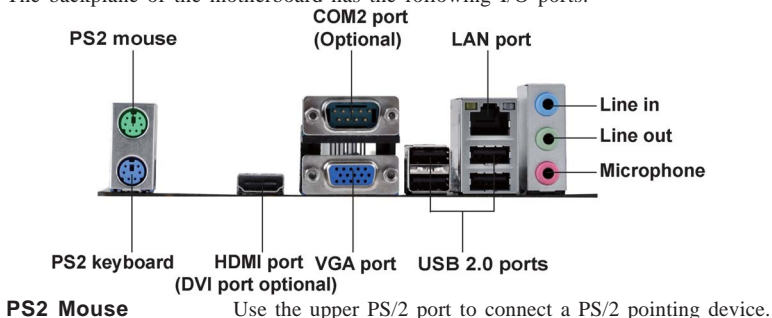 The backplane of the motherboard has the following I/O ports:
COM2 port
(Optional)
PS2 mouse
LAN port
Line in
Line out
Microphone
PS2 keyboard
HDMI port
(DVI port optional)
VGA port
USB 2.0 ports
PS2 Mouse Use the upper PS/2 port to connect a PS/2 pointing device.